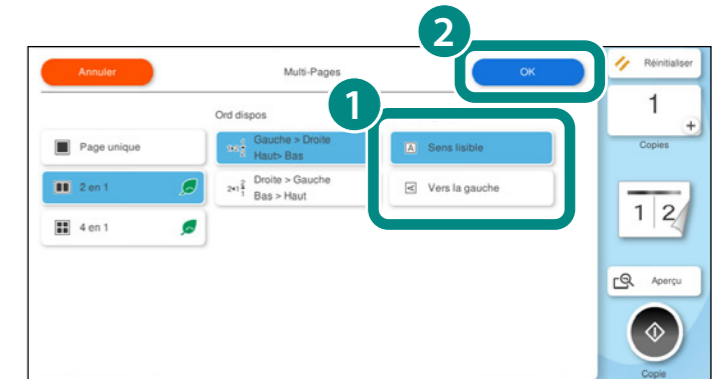 2
Annuler
Multi-Pages
OK
Réinitialiser
1
Ord dispos
1
+
Copies
Page unique
Gauche > Droite
Haut> Bas
A Sens lisible
2 en 1
Droite > Gauche
Bas > Haut
A Vers la gauche
4 en 1
1 2
Aperçu
Copie